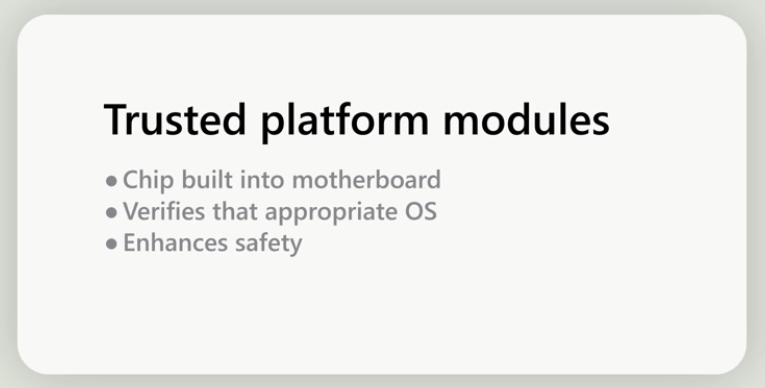 Trusted platform modules
● Chip built into motherboard
● Verifies that appropriate OS
● Enhances safety